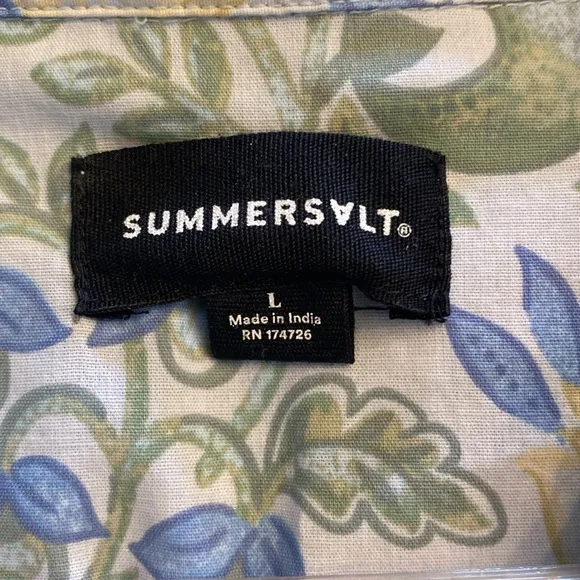 SUMMERSALT®
L
Made in India
RN 174726